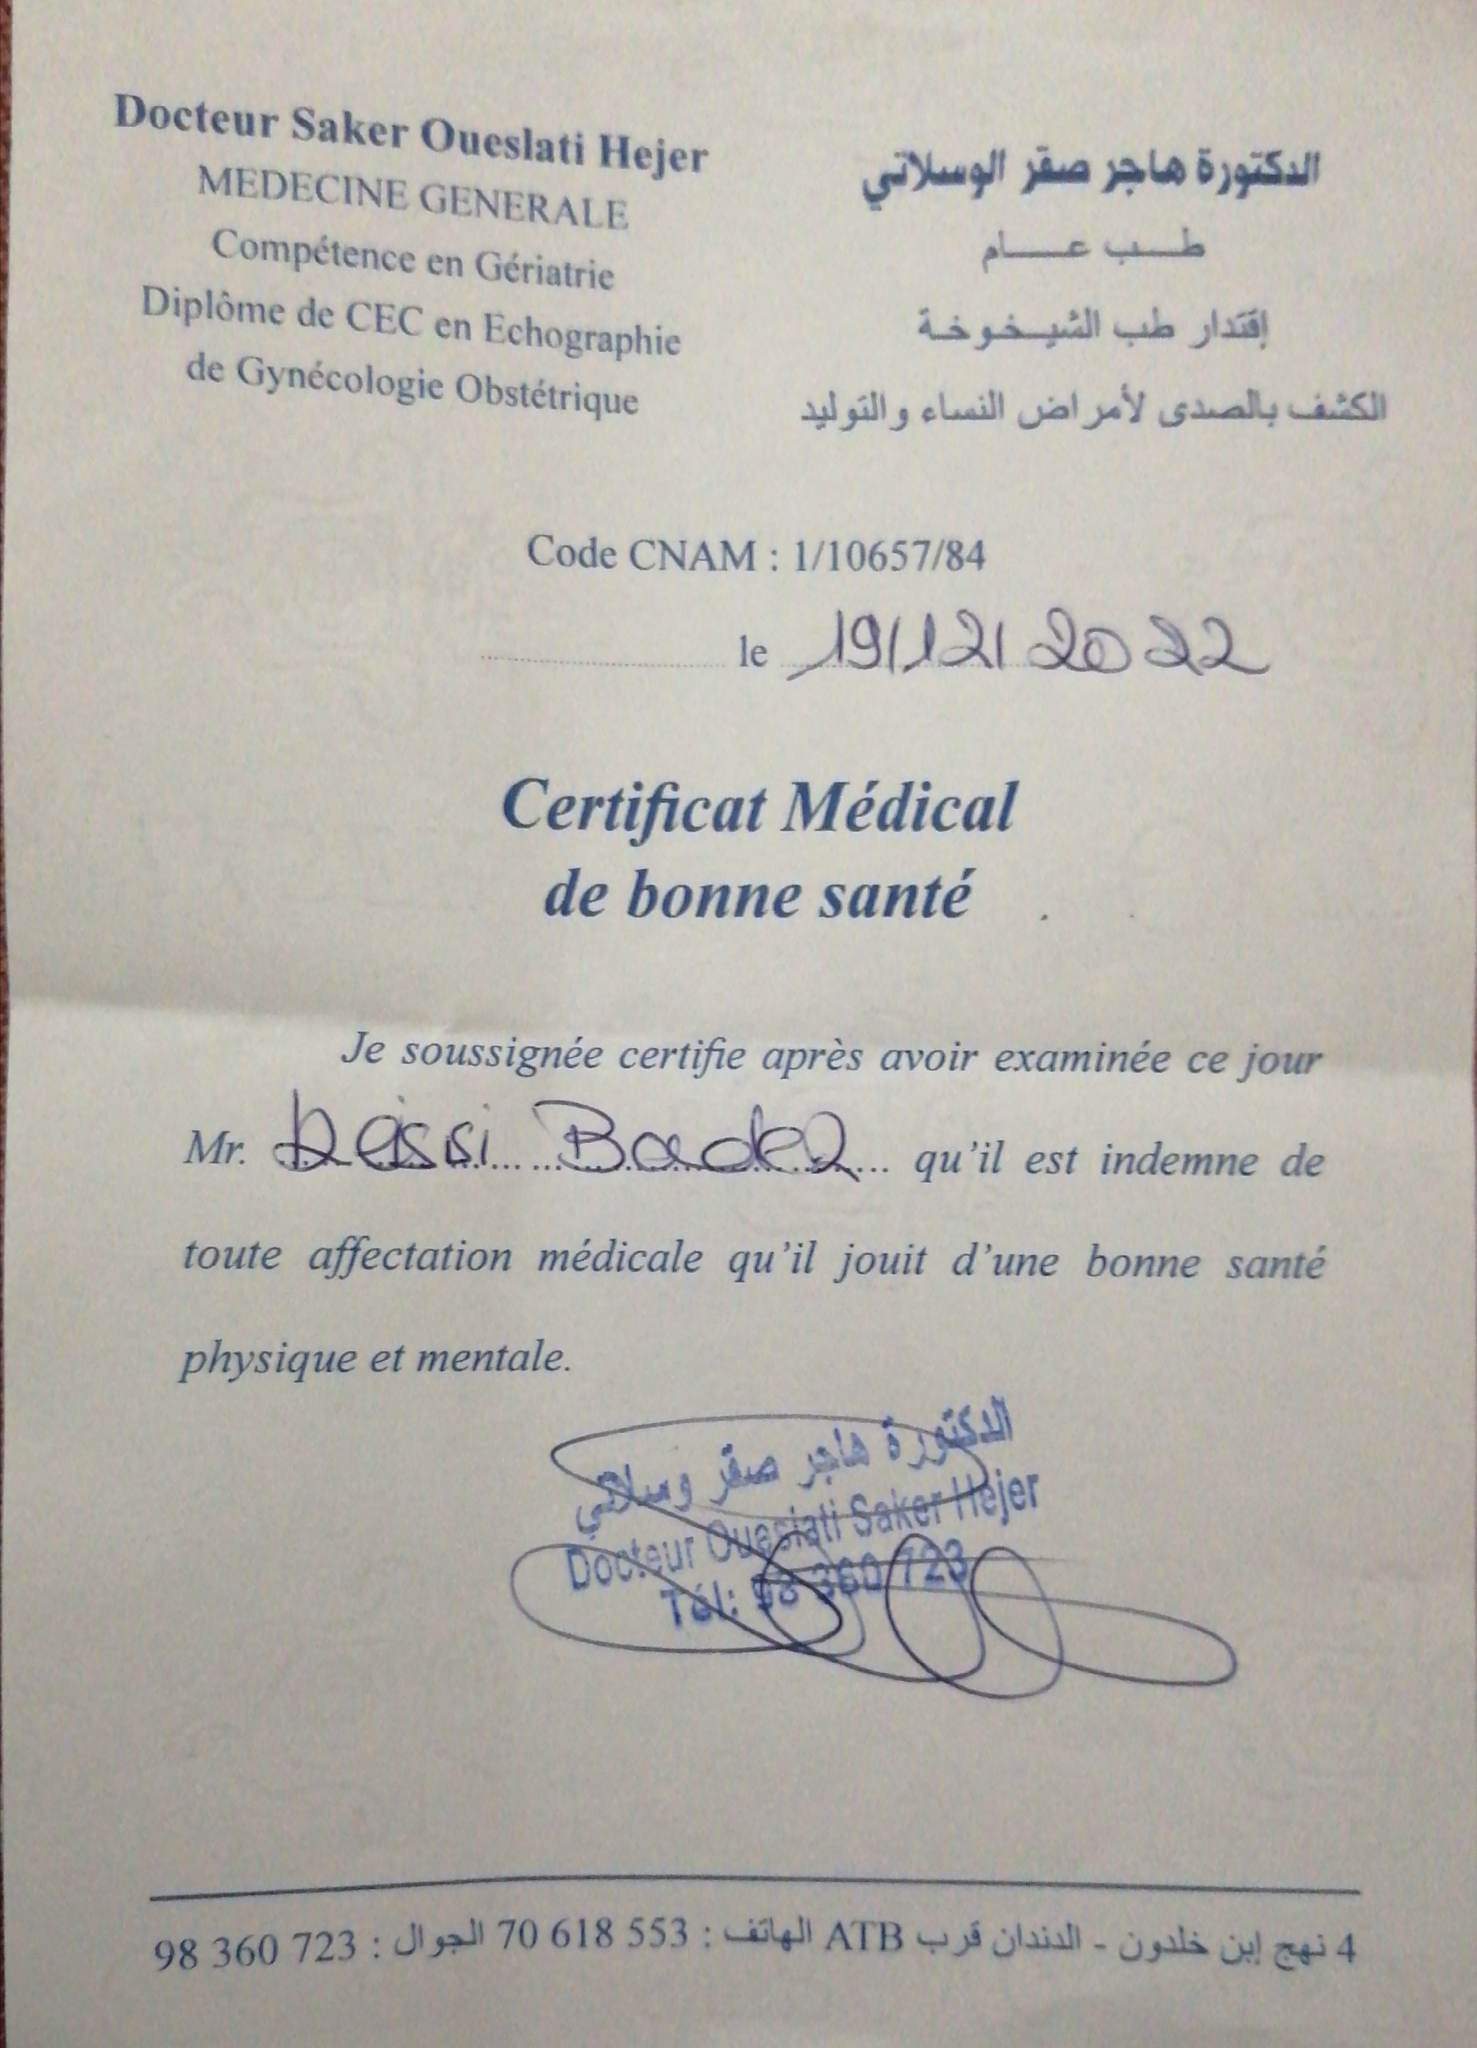 Docteur Saker Oueslati Hejer
MEDECINE GENERALE
Compétence en Gériatrie
Diplôme de CEC en Echographie
de Gynécologie Obstétrique
الدكتورة هاجر صقر الوسلاتي
طــب عــــام
إقتدار طب الشيـخـوخـة
الكشف بالصدى لأمراض النساء والتوليد
Code CNAM : 1/10657/84
le 19/12/2022
Certificat Médical
de bonne santé
Je soussignée certifie après avoir examinée ce jour
Mr. Bader qu'il est indemne de
toute affectation médicale qu'il jouit d'une bonne santé
physique et mentale.
الدكتورة هاجر صقر وسلاتي
Docteur Oueslati Saker Hejer
Tél: 98 360 723
4 نهج إبن خلدون - الدندان قرب ATB الهاتف : 70 618 553 الجوال : 98 360 723